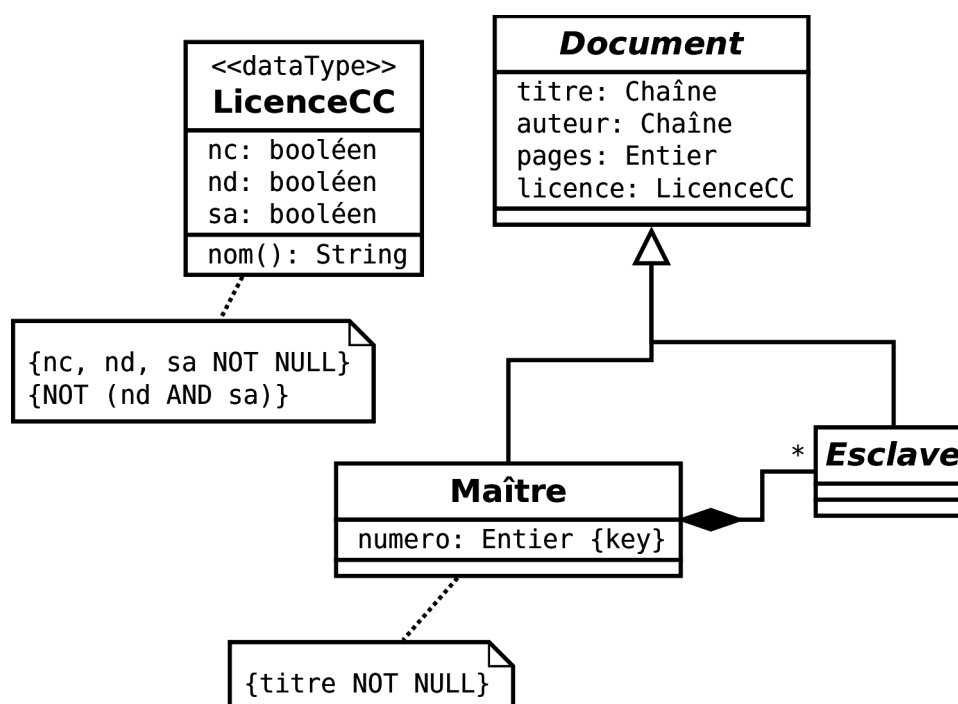 <<dataType>>
LicenceCC
nc: booléen
nd: booléen
sa: booléen
nom(): String
{nc, nd, sa NOT NULL}
{NOT (nd AND sa)}
Document
titre: Chaîne
auteur: Chaîne
pages: Entier
licence: LicenceCC
Maître
numero: Entier {key}
*
Esclave
{titre NOT NULL}